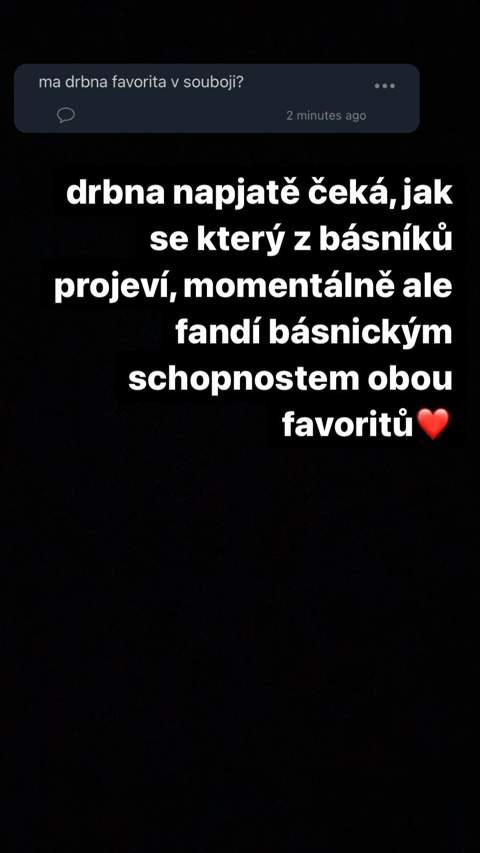 ma drbna favorita v souboji?
2 minutes ago
drbna napjatě čeká, jak
se který z básníků
projeví, momentálně ale
fandí básnickým
schopnostem obou
favoritů❤️